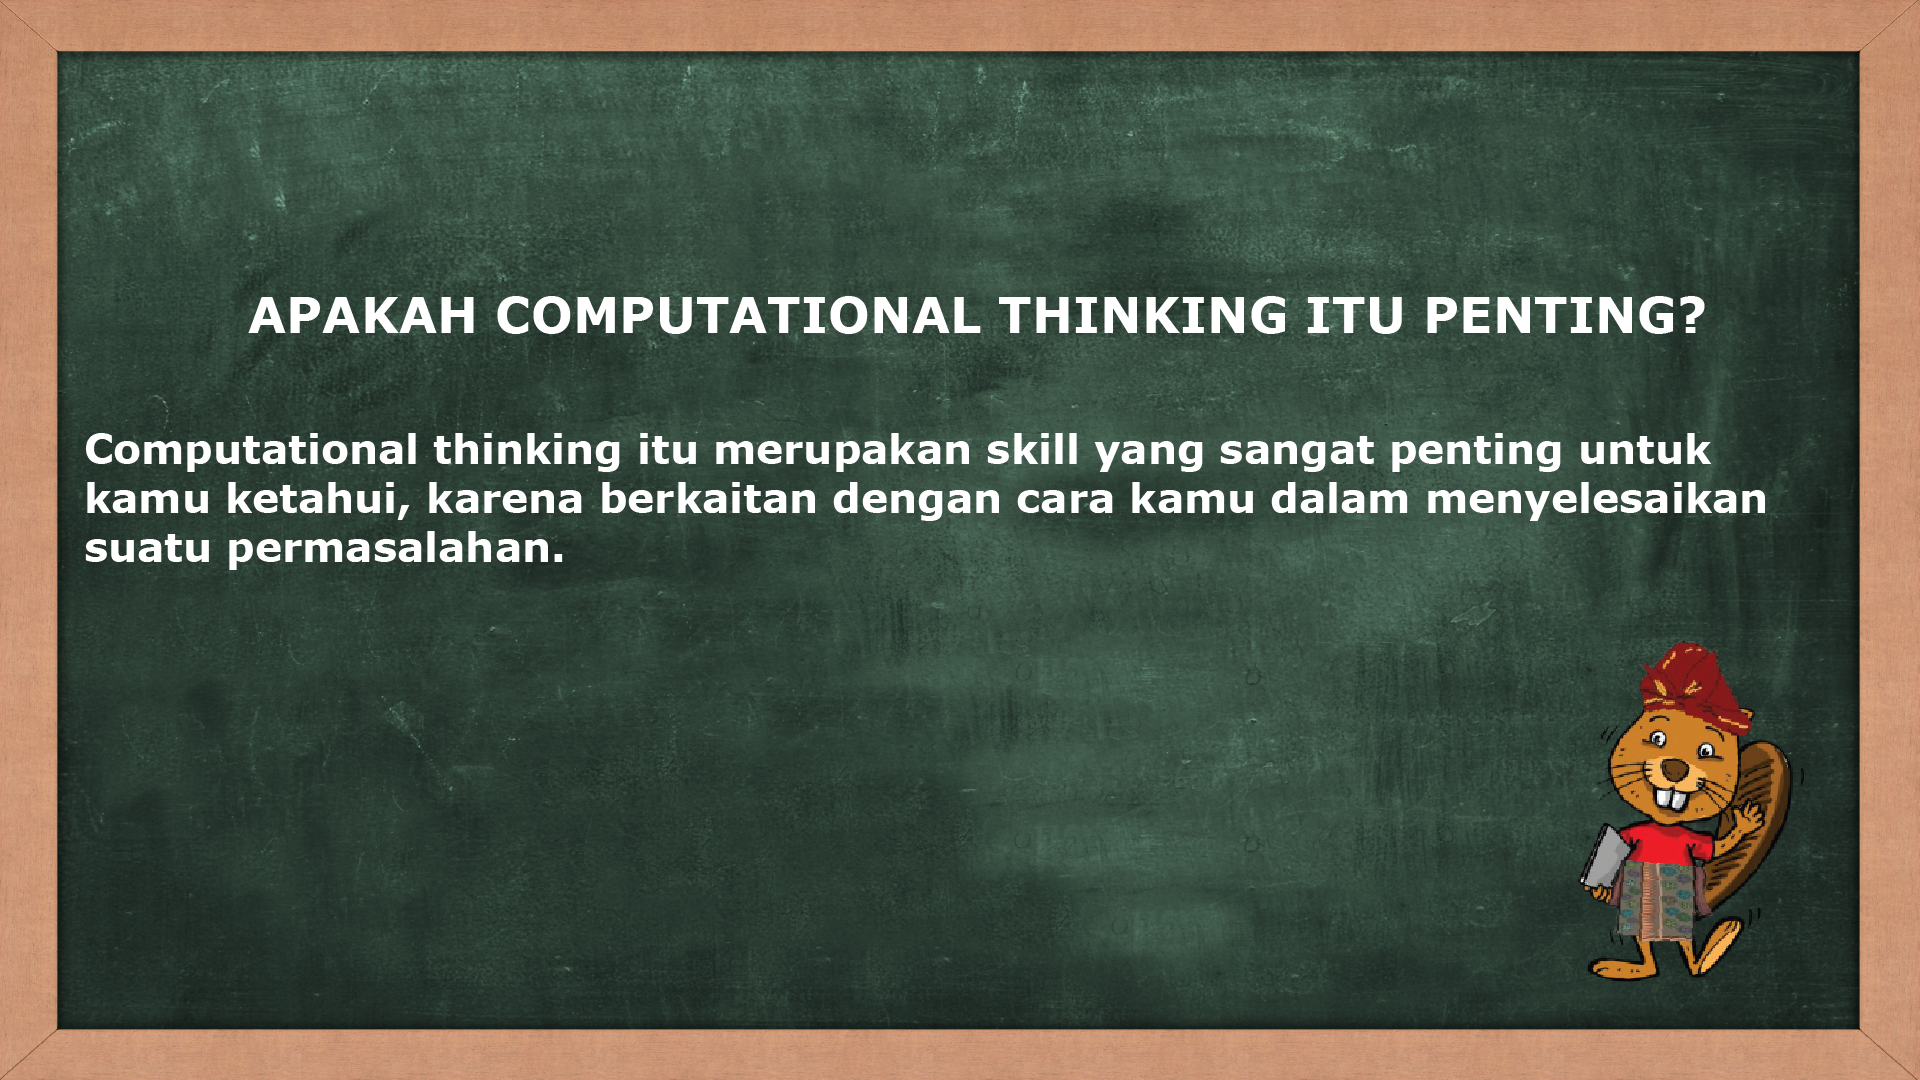 APAKAH COMPUTATIONAL THINKING ITU PENTING?
Computational thinking itu merupakan skill yang sangat penting untuk
kamu ketahui, karena berkaitan dengan cara kamu dalam menyelesaikan
suatu permasalahan.